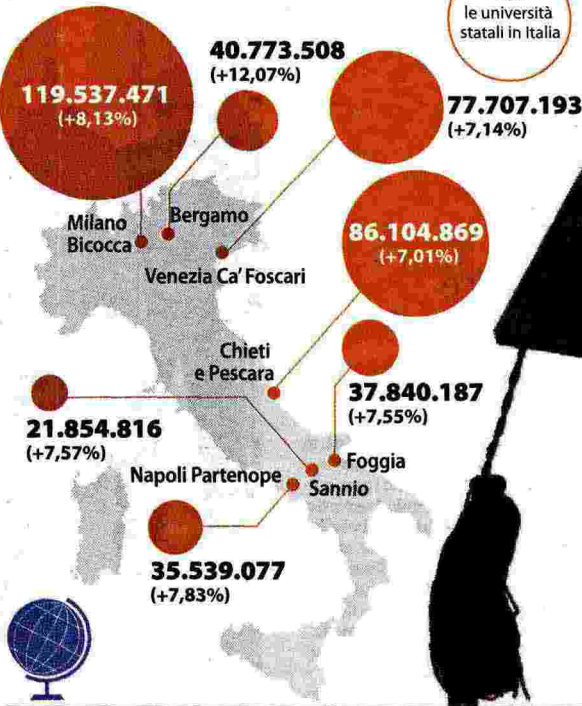 le università
statali in Italia
40.773.508
(+12,07%)
119.537.471
(+8,13%)
77.707.193
(+7,14%)
Milano
Bicocca
Bergamo
Venezia Ca' Foscari
86.104.869
(+7,01%)
Chieti
e Pescara
37.840.187
(+7,55%)
21.854.816
(+7,57%)
Napoli Partenope
Foggia
Sannio
35.539.077
(+7,83%)